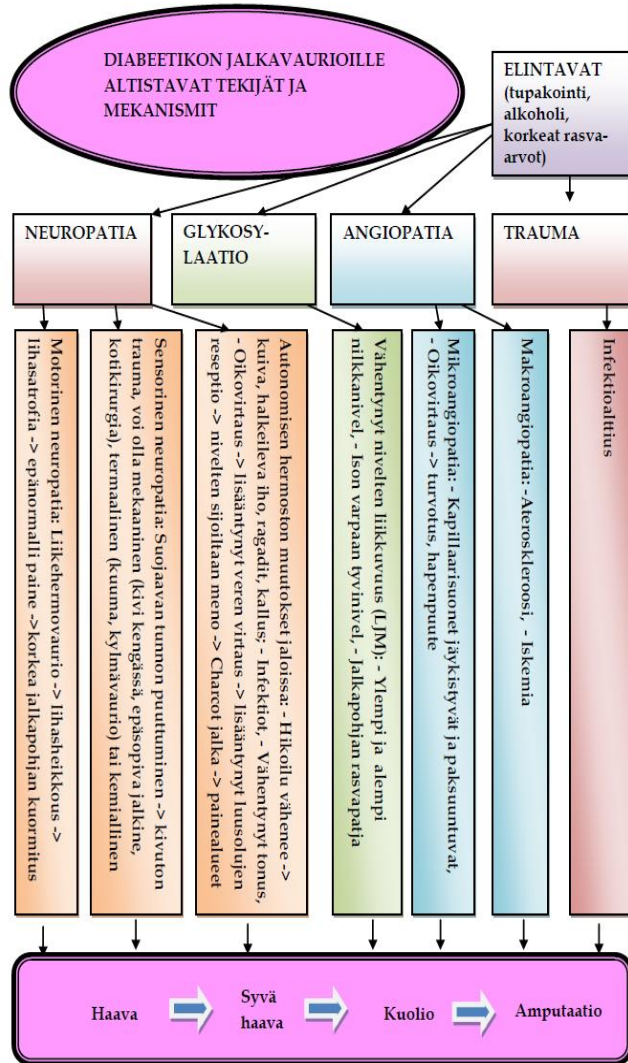 DIABEETIKON JALKAVAURIOILLE
ALTISTAVAT TEKIJÄT JA
MEKANISMIT
ELINTAVAT
(tupakointi,
alkoholi,
korkeat rasva-
arvot)
NEUROPATIA
GLYKOSY-
LAATIO
ANGIOPATIA
TRAUMA
Motorinen neuropatia: Liikehermovaurio -> lihasheikkous ->
lihasatrofia -> epänormalli paine ->korkea jalkapohjan kuormitus
Sensorinen neuropatia: Suojaavan tunnon puuttuminen -> kivuton
trauma, voi olla mekaaninen (kivi kengässä, epäsopiva jalkine,
kotikirurgia), termaalinen (kuuma, kylmävaurio) tai kemiallinen
Autonomisen hermoston muutokset jaloissa: - Hikoilu vähenee ->
kuiva, halkeileva iho, ragadit, kallus; - Infektiot, - Vähentynyt tonus,
- Oikovirtaus -> lisääntynyt veren virtaus -> lisääntynyt luusolujen
reseptio -> nivelten sijoiltaan meno -> Charcot jalka -> painealueet
Vähentynyt nivelten liikkuvuus (LJM); - Ylempi ja alempi
nilkkanivel, - Ison varpaan tyvinivel, - Jalkapohjan rasvapatja
Mikroangiopatia: - Kapillaarisuonet jäykistyvät ja paksuuntuvat,
- Oikovirtaus -> turvotus, hapenpuute
Makroangiopatia: -Ateroskleroosi, - Iskemia
Infektioalttius
Haava
Syvä
haava
Kuolio
Amputaatio